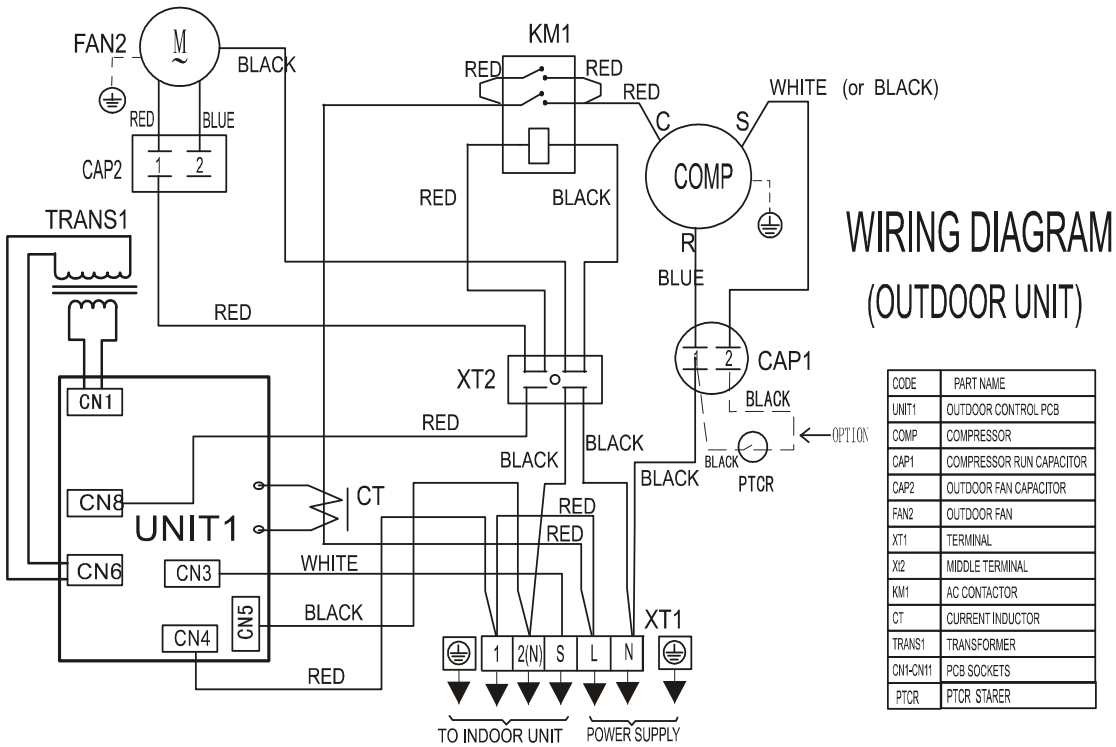 FAN2
M
~
BLACK
RED
BLUE
CAP2
1
2
TRANS1
KM1
RED
RED
RED
RED
BLACK
C
S
COMP
R
BLUE
WHITE (or BLACK)
WIRING DIAGRAM
(OUTDOOR UNIT)
RED
XT2
1
2
CAP1
BLACK
OPTION
BLACK
PTCR
CN1
RED
BLACK
BLACK
BLACK
CN8
UNIT1
CT
RED
CN6
CN3
WHITE
CN5
BLACK
CN4
RED
XT1
1
2(N)
S
L
N
TO INDOOR UNIT
POWER SUPPLY
CODE PART NAME
UNIT1 OUTDOOR CONTROL PCB
COMP COMPRESSOR
CAP1 COMPRESSOR RUN CAPACITOR
CAP2 OUTDOOR FAN CAPACITOR
FAN2 OUTDOOR FAN
XT1 TERMINAL
Xt2 MIDDLE TERMINAL
KM1 AC CONTACTOR
CT CURRENT INDUCTOR
TRANS1 TRANSFORMER
CN1-CN11 PCB SOCKETS
PTCR PTCR STARER